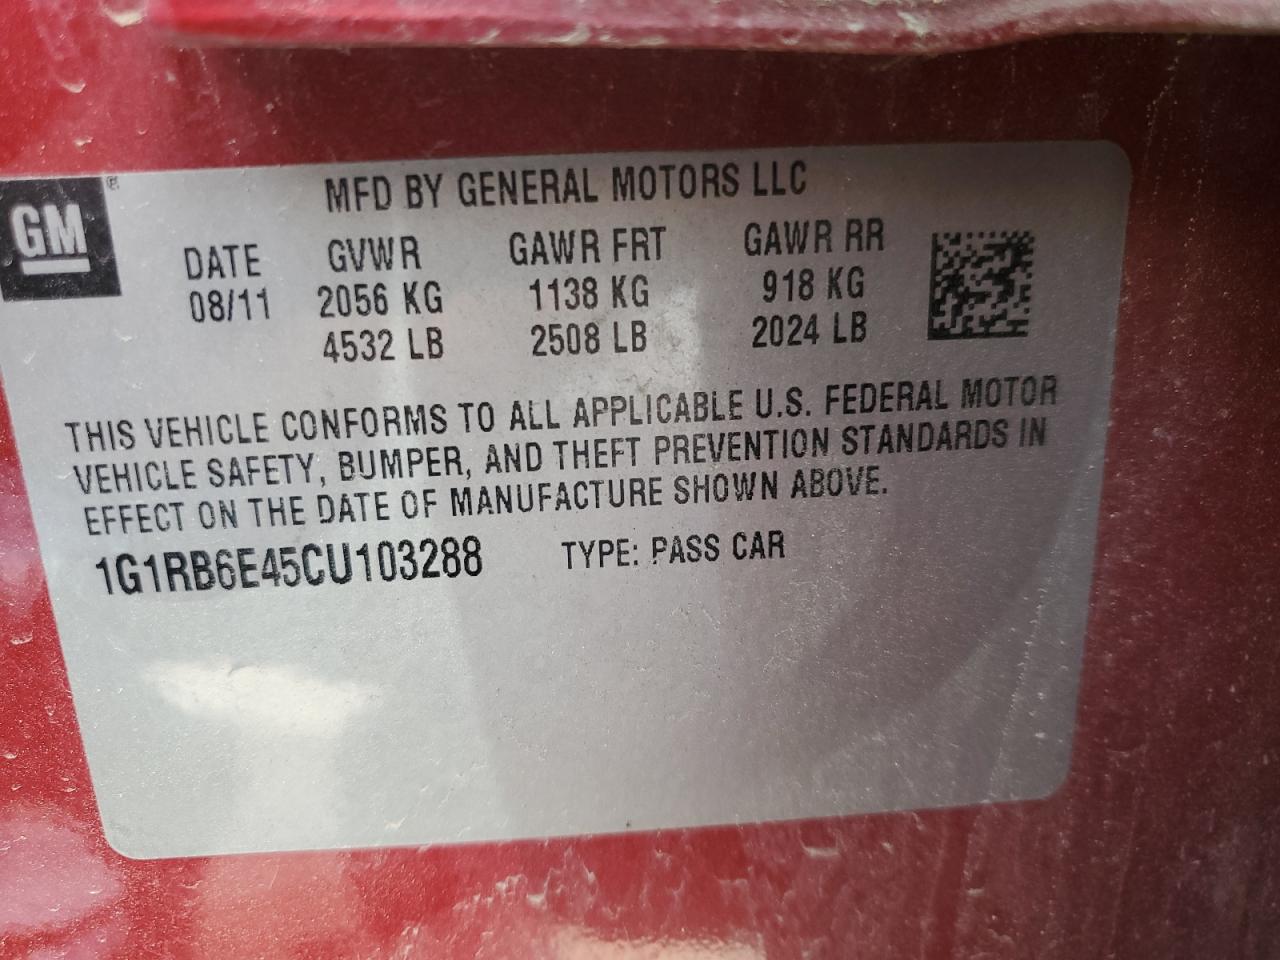 GM®
MFD BY GENERAL MOTORS LLC
DATE GVWR GAWR FRT GAWR RR
08/11 2056 KG 1138 KG 918 KG
4532 LB 2508 LB 2024 LB
THIS VEHICLE CONFORMS TO ALL APPLICABLE U.S. FEDERAL MOTOR
VEHICLE SAFETY, BUMPER, AND THEFT PREVENTION STANDARDS IN
EFFECT ON THE DATE OF MANUFACTURE SHOWN ABOVE.
1G1RB6E45CU103288 TYPE: PASS CAR